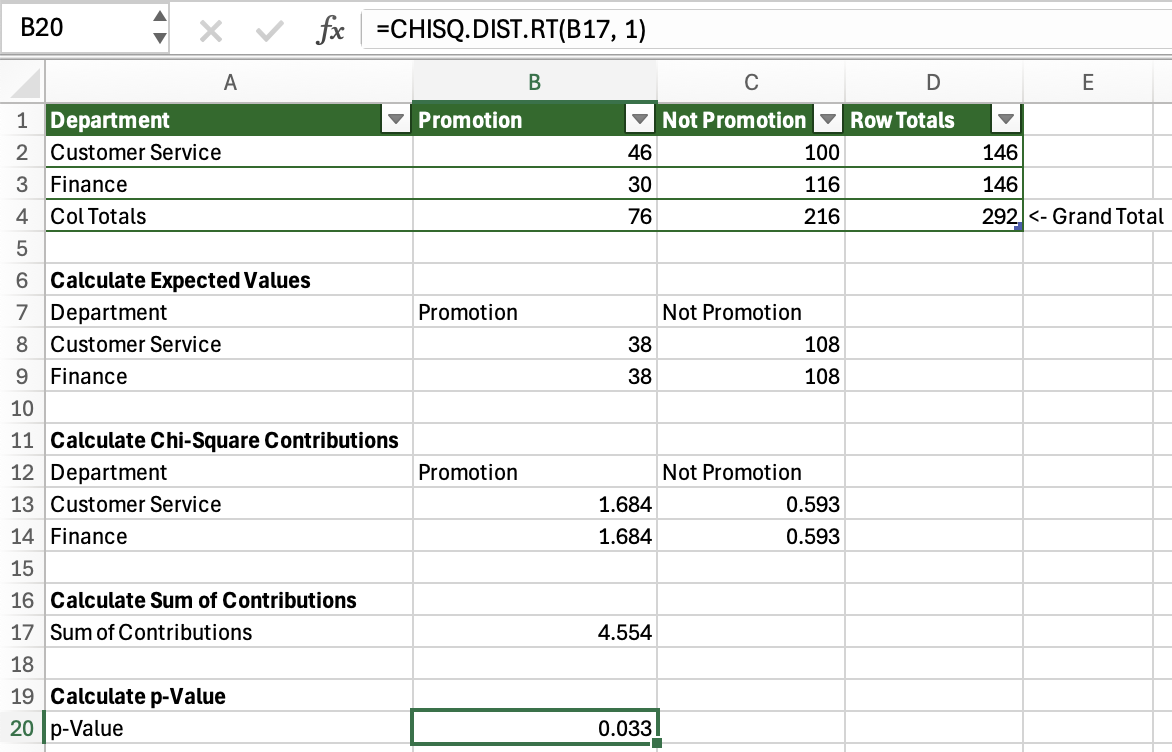 B20 fx =CHISQ.DIST.RT(B17, 1)
A B C D E
1 Department Promotion Not Promotion Row Totals
2 Customer Service 46 100 146
3 Finance 30 116 146
4 Col Totals 76 216 292 <- Grand Total
5
6 Calculate Expected Values
7 Department Promotion Not Promotion
8 Customer Service 38 108
9 Finance 38 108
10
11 Calculate Chi-Square Contributions
12 Department Promotion Not Promotion
13 Customer Service 1.684 0.593
14 Finance 1.684 0.593
15
16 Calculate Sum of Contributions
17 Sum of Contributions 4.554
18
19 Calculate p-Value
20 p-Value 0.033